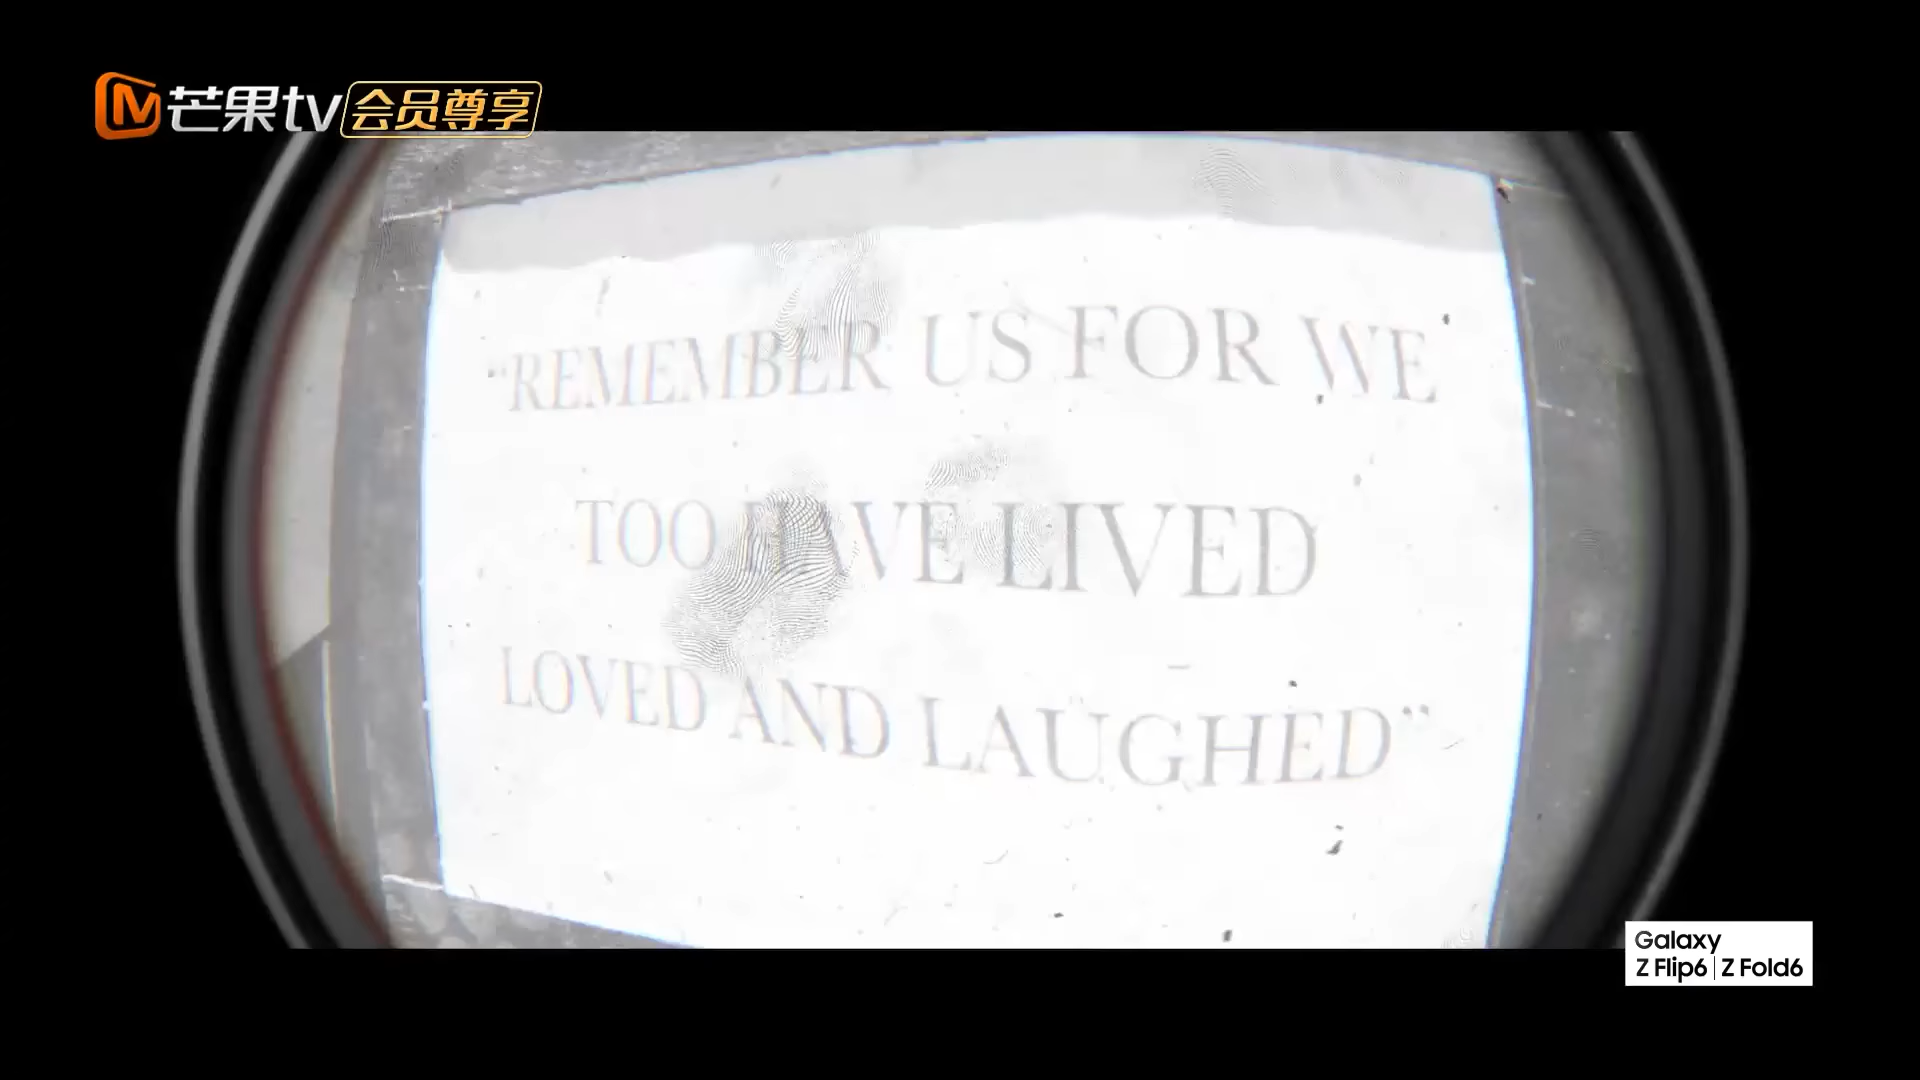 芒果tv会员尊享
“REMEMBER US FOR WE
TOO HAVE LIVED
LOVED AND LAUGHED”
Galaxy
Z Flip6 | Z Fold6